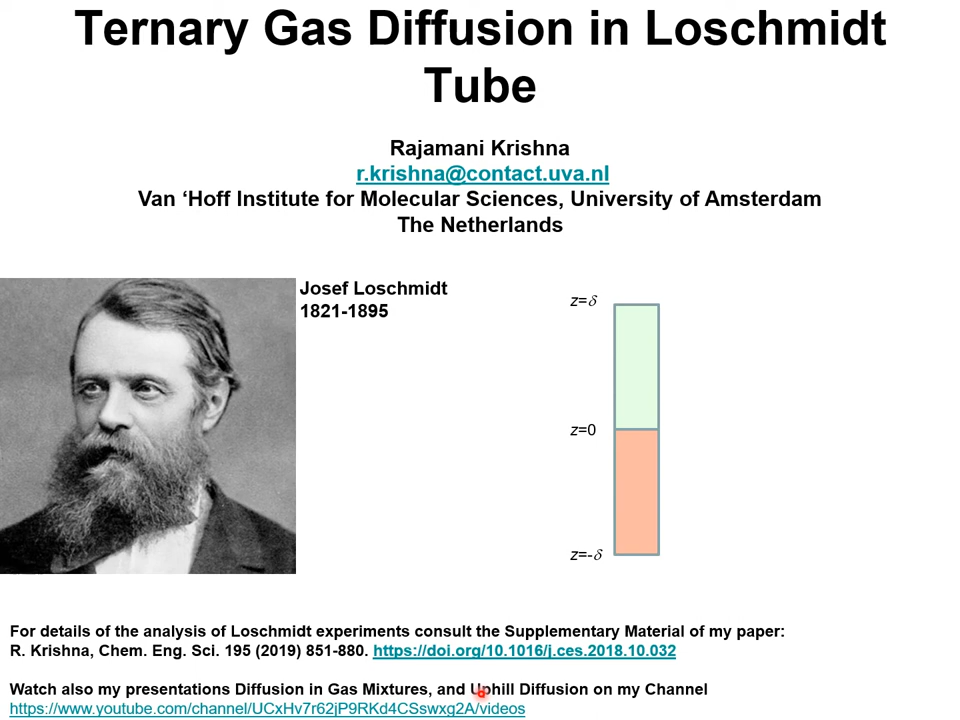 Ternary Gas Diffusion in Loschmidt
Tube
Rajamani Krishna
r.krishna@contact.uva.nl
Van ‘Hoff Institute for Molecular Sciences, University of Amsterdam
The Netherlands
Josef Loschmidt
1821-1895
z=δ
z=0
z=-δ
For details of the analysis of Loschmidt experiments consult the Supplementary Material of my paper:
R. Krishna, Chem. Eng. Sci. 195 (2019) 851-880. https://doi.org/10.1016/j.ces.2018.10.032
Watch also my presentations Diffusion in Gas Mixtures, and Uphill Diffusion on my Channel
https://www.youtube.com/channel/UCxHv7r62jP9RKd4CSswxg2A/videos